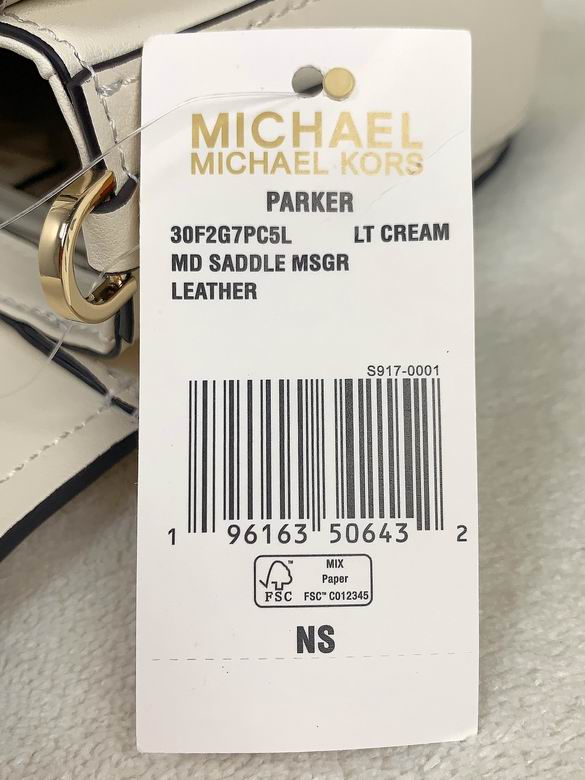 MICHAEL
MICHAEL KORS
PARKER
30F2G7PC5L LT CREAM
MD SADDLE MSGR
LEATHER
S917-0001
1 96163 50643 2
FSC™
MIX
Paper
FSC™ C012345
NS